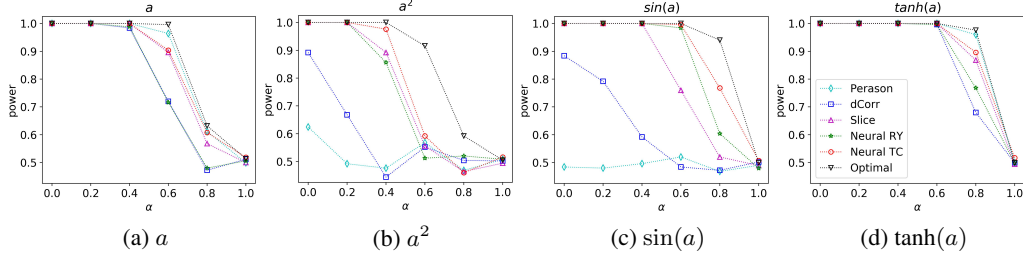 a
power
1.0
0.9
0.8
0.7
0.6
0.5
0.0 0.2 0.4 0.6 0.8 1.0
α
(a) a
a²
power
1.0
0.9
0.8
0.7
0.6
0.5
0.0 0.2 0.4 0.6 0.8 1.0
α
(b) a²
sin(a)
power
1.0
0.9
0.8
0.7
0.6
0.5
0.0 0.2 0.4 0.6 0.8 1.0
α
(c) sin(a)
tanh(a)
power
1.0
0.9
0.8
0.7
0.6
0.5
Perason
dCorr
Slice
Neural RY
Neural TC
Optimal
0.0 0.2 0.4 0.6 0.8 1.0
α
(d) tanh(a)